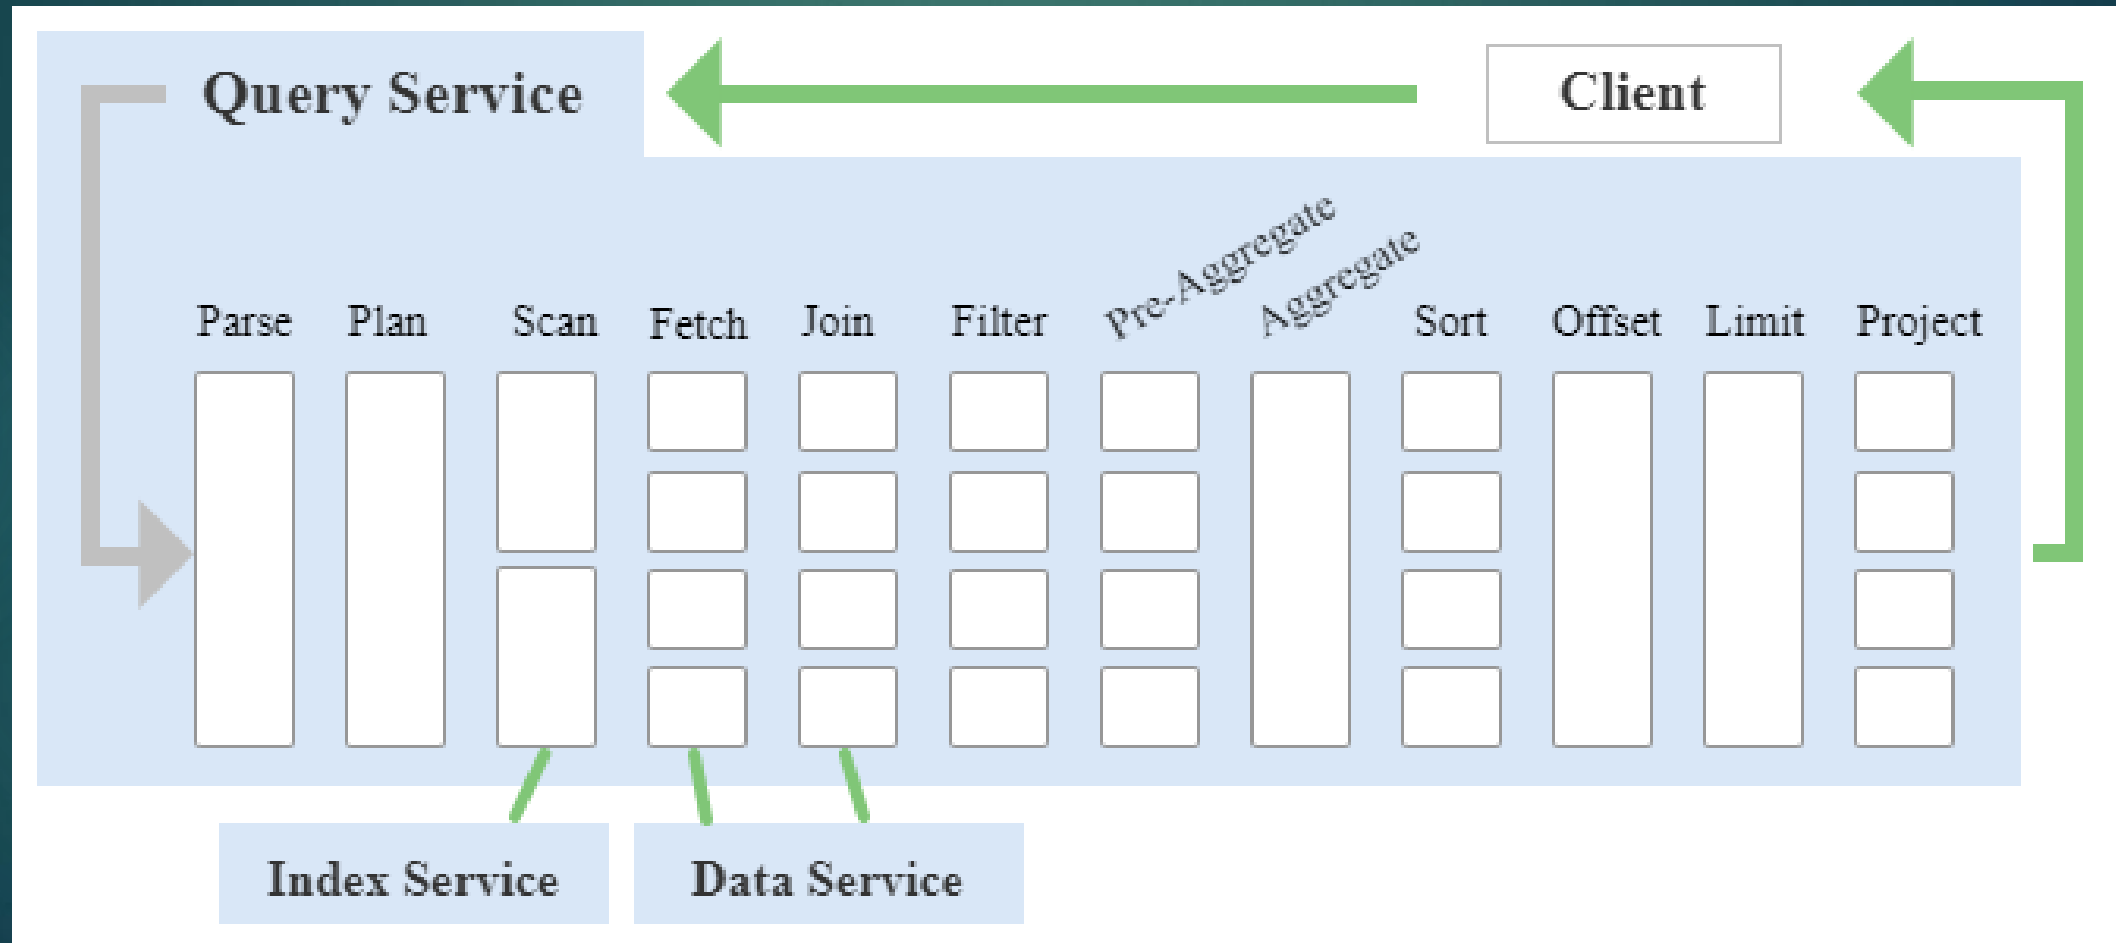 Query Service
Client
Parse
Plan
Scan
Fetch
Join
Filter
Pre-Aggregate
Aggregate
Sort
Offset
Limit
Project
Index Service
Data Service